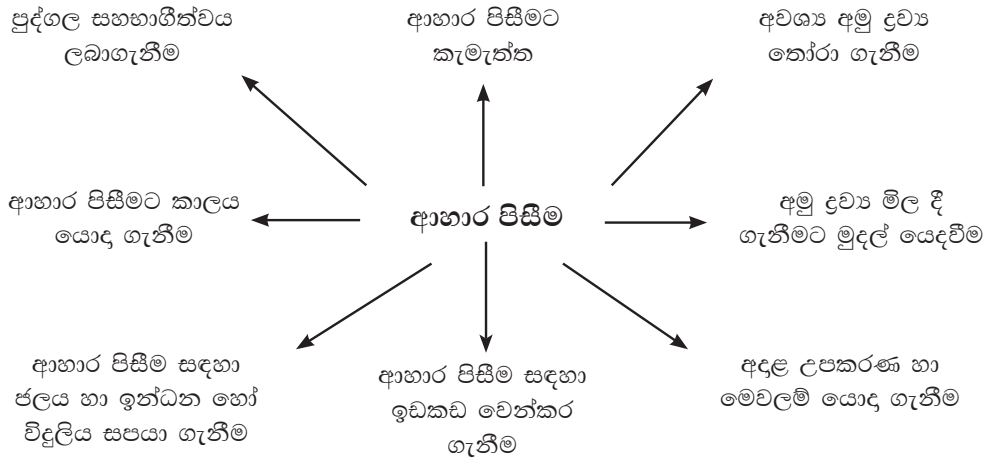 පුද්ගල සහභාගීත්වය
ලබාගැනීම
ආහාර පිසීමට
කැමැත්ත
අවශ්‍ය අමු ද්‍රව්‍ය
තෝරා ගැනීම
ආහාර පිසීමට කාලය
යොදා ගැනීම
ආහාර පිසීම
අමු ද්‍රව්‍ය මිල දී
ගැනීමට මුදල් යෙදවීම
ආහාර පිසීම සඳහා
ජලය හා ඉන්ධන හෝ
විදුලිය සපයා ගැනීම
ආහාර පිසීම සඳහා
ඉඩකඩ වෙන්කර
ගැනීම
අදාළ උපකරණ හා
මෙවලම් යොදා ගැනීම